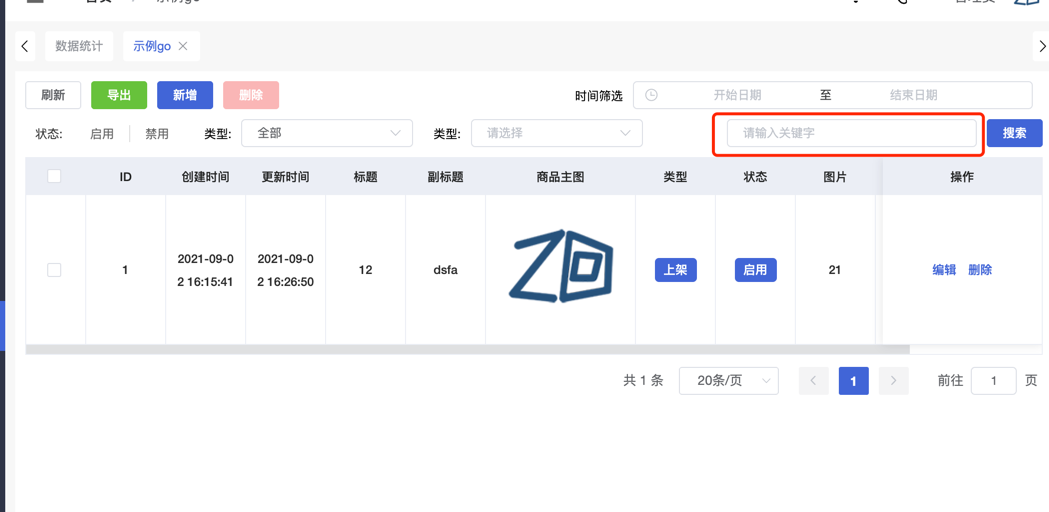 数据统计 示例go
刷新 导出 新增 删除 时间筛选 开始日期 至 结束日期
状态: 启用 禁用 类型: 全部 类型: 请选择 请输入关键字 搜索
ID 创建时间 更新时间 标题 副标题 商品主图 类型 状态 图片 操作
1 2021-09-0 2021-09-0 12 dsfa ZD 上架 启用 21 编辑 删除
2 16:15:41 2 16:26:50
共 1 条 20条/页 1 前往 1 页